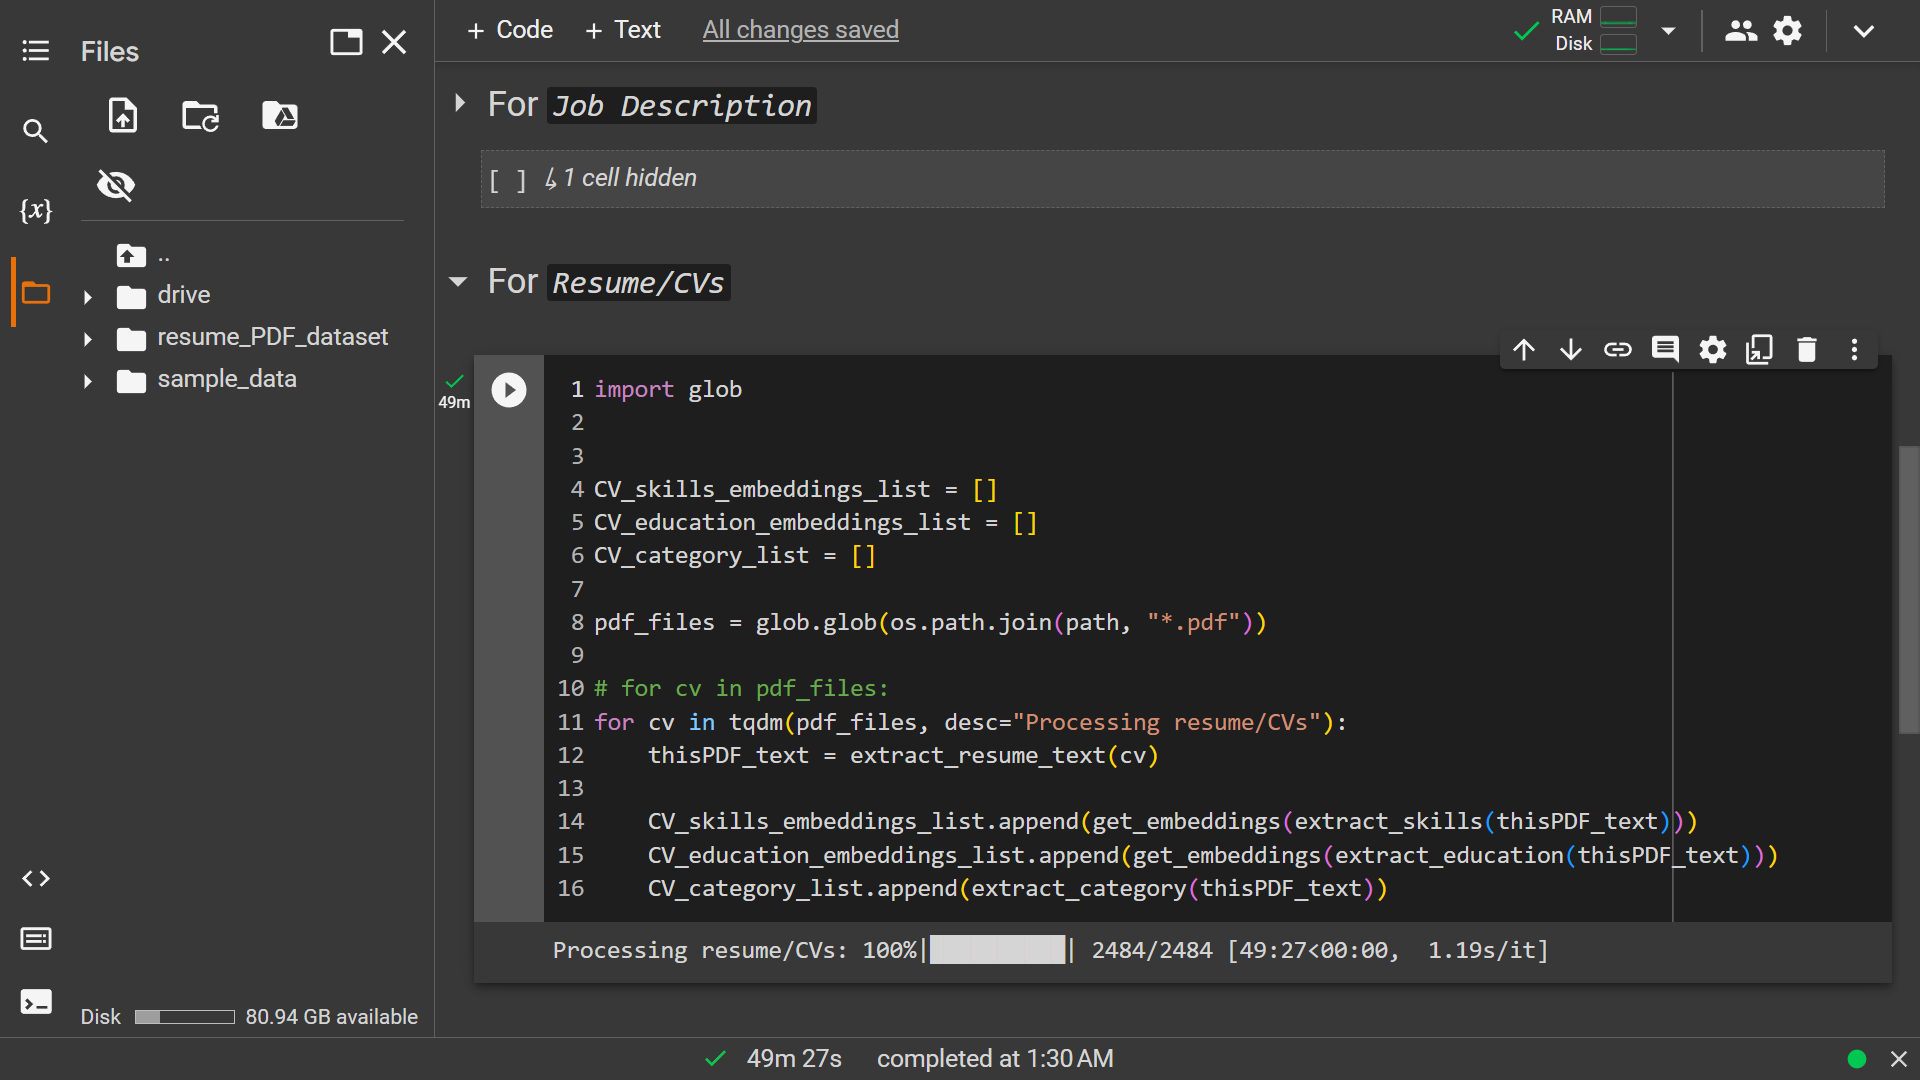 Files
..
drive
resume_PDF_dataset
sample_data
Disk 80.94 GB available
+ Code + Text All changes saved
RAM
Disk
For Job Description
[ ] ↳ 1 cell hidden
For Resume/CVs
49m
1 import glob
2
3
4 CV_skills_embeddings_list = []
5 CV_education_embeddings_list = []
6 CV_category_list = []
7
8 pdf_files = glob.glob(os.path.join(path, "*.pdf"))
9
10 # for cv in pdf_files:
11 for cv in tqdm(pdf_files, desc="Processing resume/CVs"):
12     thisPDF_text = extract_resume_text(cv)
13
14     CV_skills_embeddings_list.append(get_embeddings(extract_skills(thisPDF_text)))
15     CV_education_embeddings_list.append(get_embeddings(extract_education(thisPDF_text)))
16     CV_category_list.append(extract_category(thisPDF_text))
Processing resume/CVs: 100%|██████████| 2484/2484 [49:27<00:00,  1.19s/it]
49m 27s completed at 1:30 AM